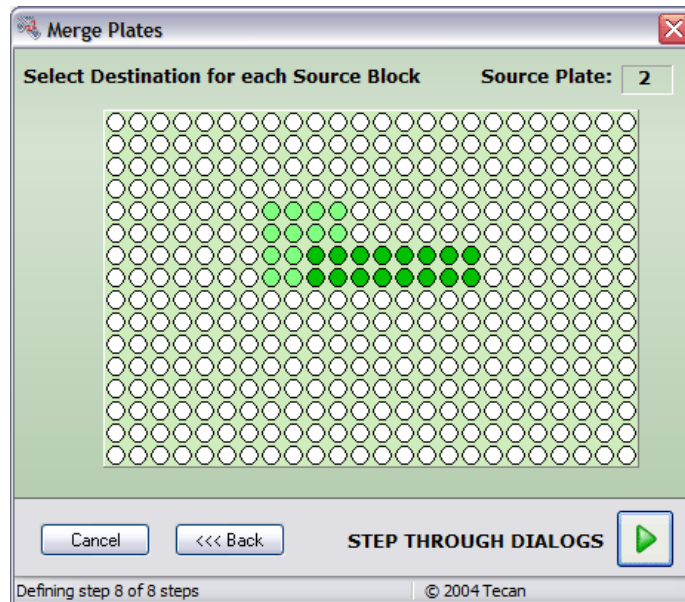 Merge Plates
Select Destination for each Source Block Source Plate: 2
Cancel <<< Back STEP THROUGH DIALOGS
Defining step 8 of 8 steps © 2004 Tecan